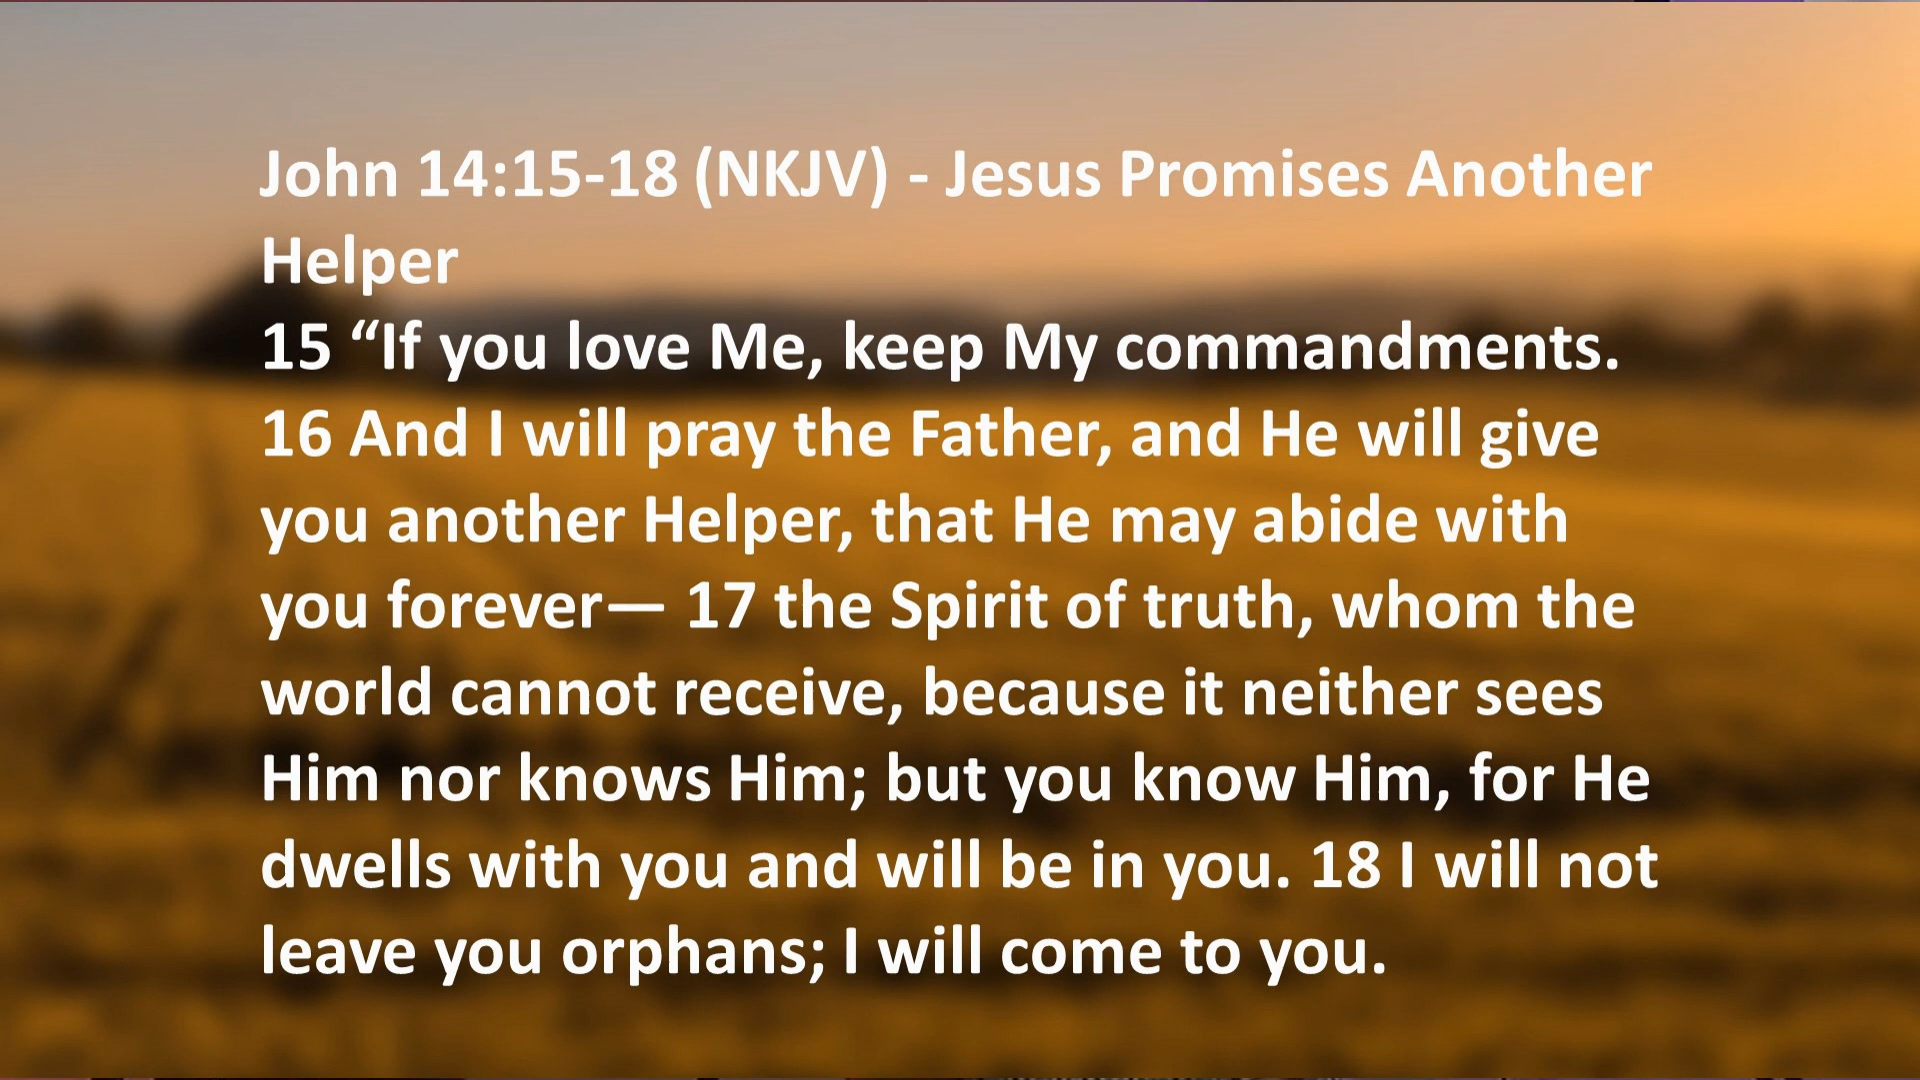 John 14:15-18 (NKJV) - Jesus Promises Another
Helper
15 “If you love Me, keep My commandments.
16 And I will pray the Father, and He will give
you another Helper, that He may abide with
you forever— 17 the Spirit of truth, whom the
world cannot receive, because it neither sees
Him nor knows Him; but you know Him, for He
dwells with you and will be in you. 18 I will not
leave you orphans; I will come to you.